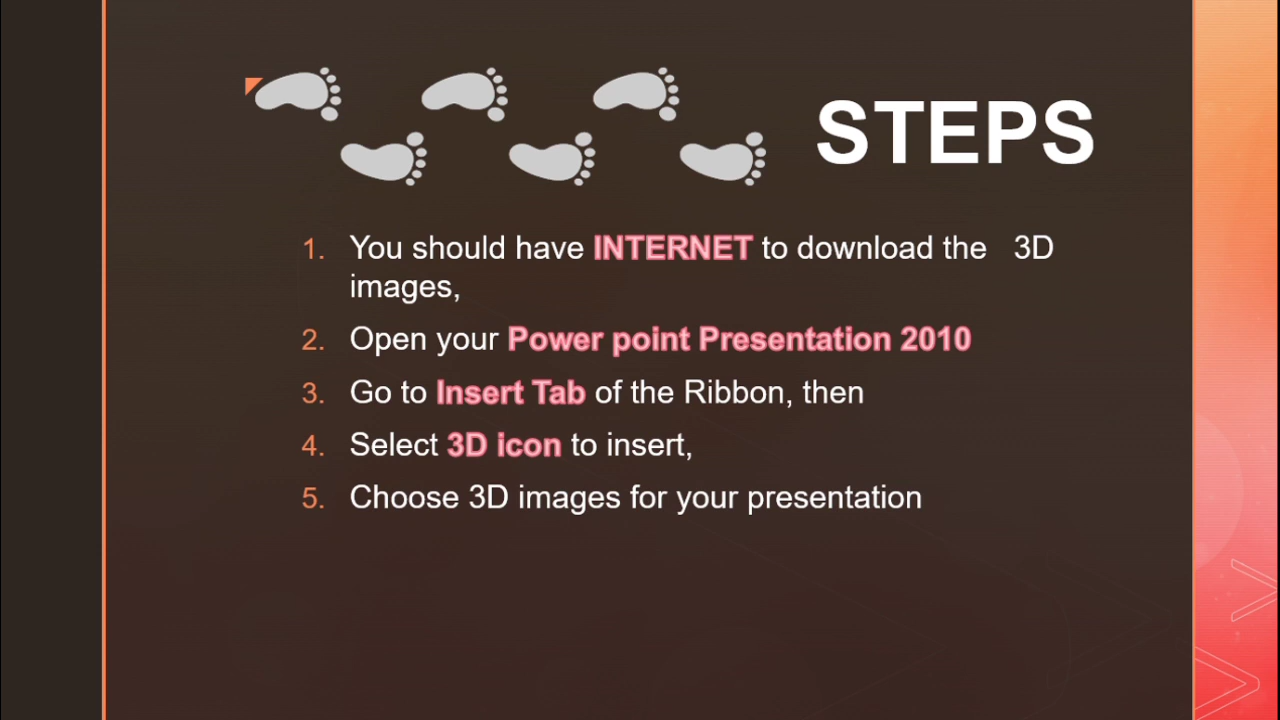 STEPS
1. You should have INTERNET to download the 3D
images,
2. Open your Power point Presentation 2010
3. Go to Insert Tab of the Ribbon, then
4. Select 3D icon to insert,
5. Choose 3D images for your presentation